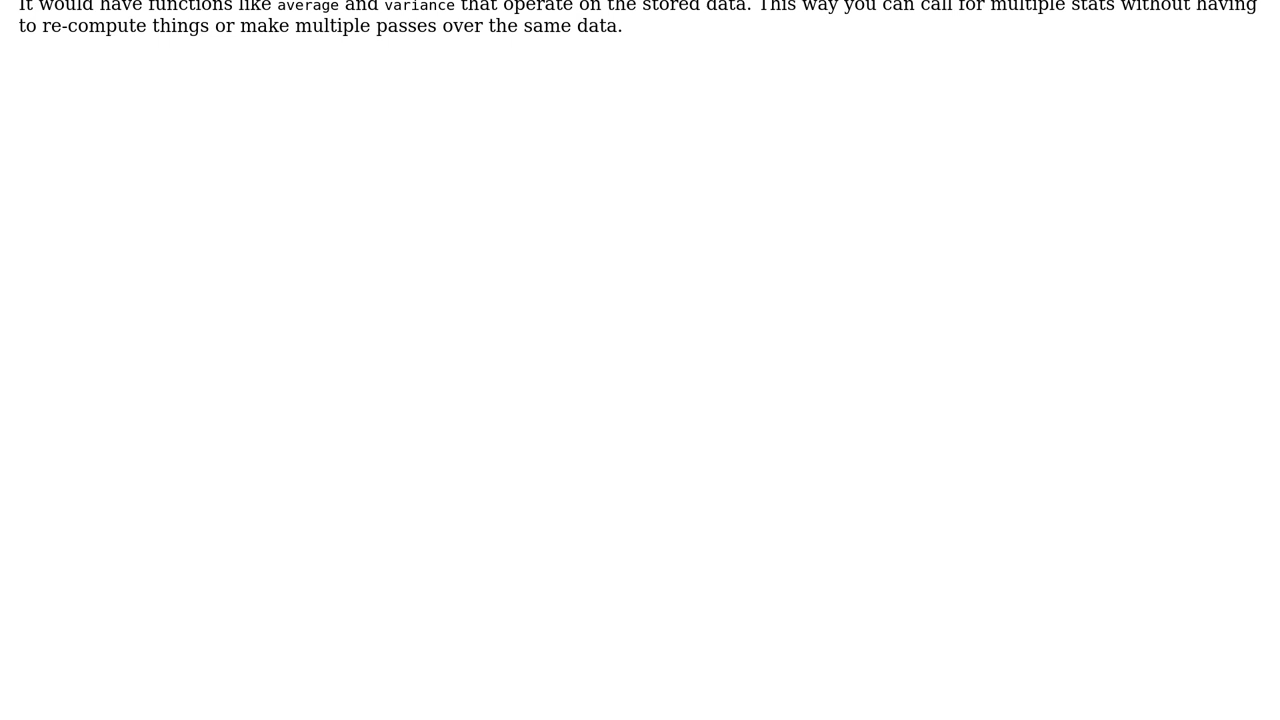 It would have functions like average and variance that operate on the stored data. This way you can call for multiple stats without having
to re-compute things or make multiple passes over the same data.